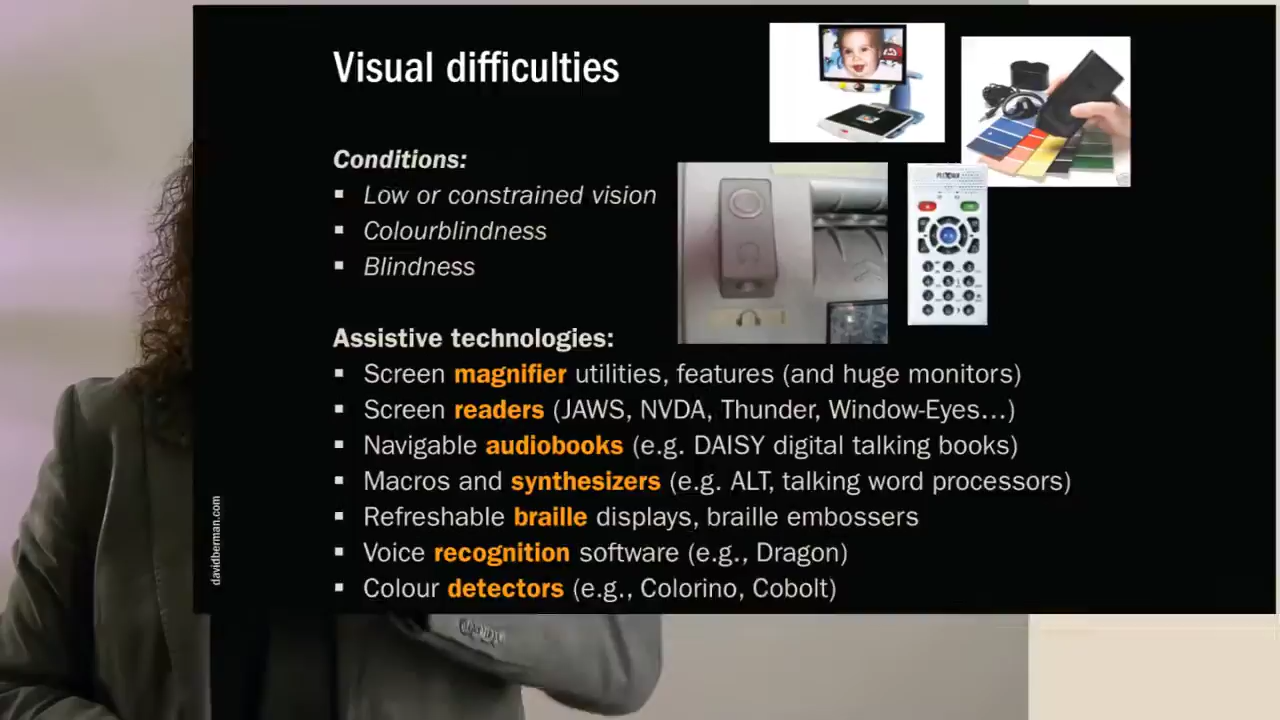 Visual difficulties
Conditions:
Low or constrained vision
Colourblindness
Blindness
Assistive technologies:
Screen magnifier utilities, features (and huge monitors)
Screen readers (JAWS, NVDA, Thunder, Window-Eyes…)
Navigable audiobooks (e.g. DAISY digital talking books)
Macros and synthesizers (e.g. ALT, talking word processors)
Refreshable braille displays, braille embossers
Voice recognition software (e.g., Dragon)
Colour detectors (e.g., Colorino, Cobolt)
davidberman.com